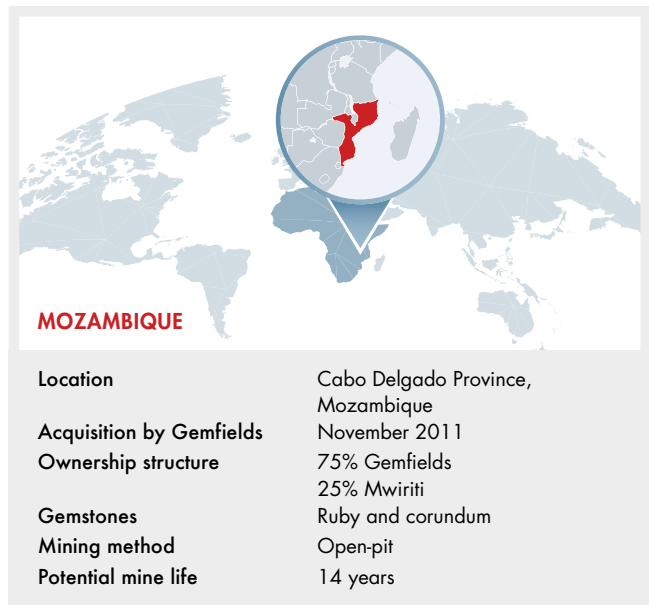 MOZAMBIQUE
Location Cabo Delgado Province,
Mozambique
Acquisition by Gemfields November 2011
Ownership structure 75% Gemfields
25% Mwiriti
Gemstones Ruby and corundum
Mining method Open-pit
Potential mine life 14 years